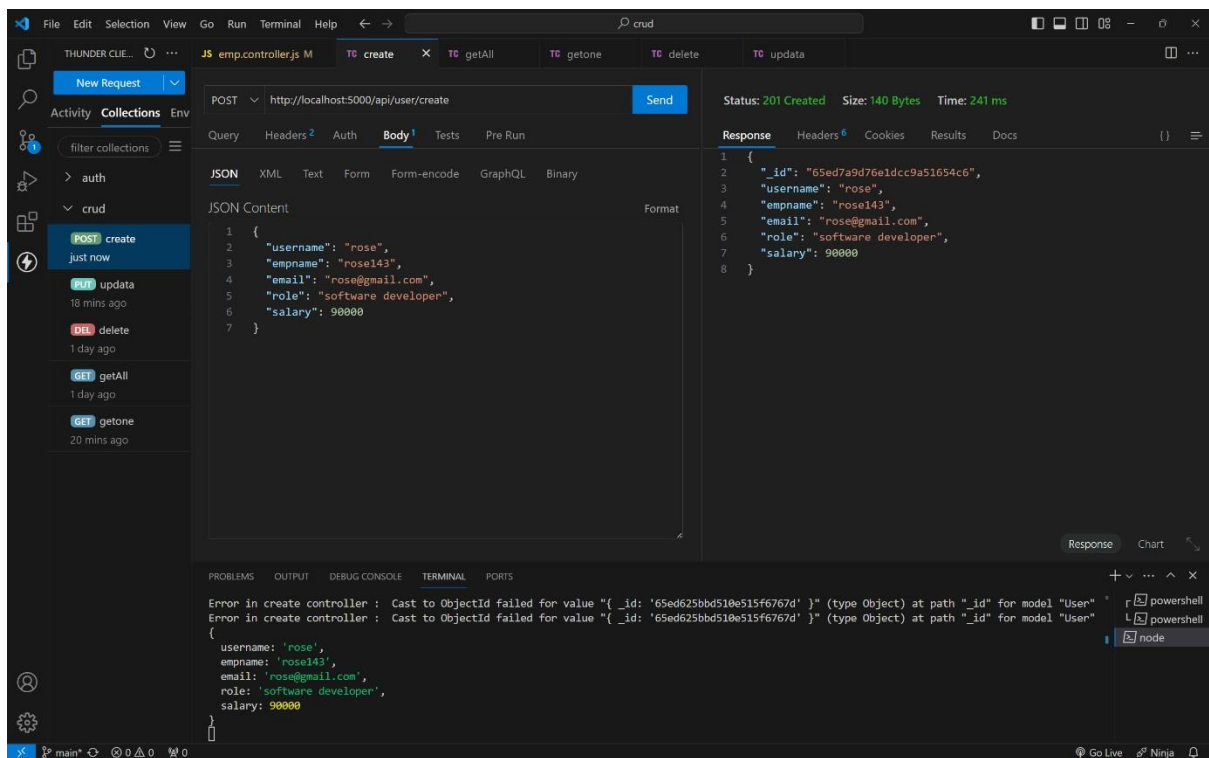 File Edit Selection View Go Run Terminal Help ← → crud
THUNDER CLIE... ···
New Request
Activity Collections Env
filter collections
> auth
crud
POST create
just now
PUT updata
18 mins ago
DEL delete
1 day ago
GET getAll
1 day ago
GET getone
20 mins ago
JS emp.controller.js M TC create × TC getAll TC getone TC delete TC updata
POST http://localhost:5000/api/user/create Send
Query Headers 2 Auth Body 1 Tests Pre Run
JSON XML Text Form Form-encode GraphQL Binary
JSON Content Format
1 {
2 "username": "rose",
3 "empname": "rose143",
4 "email": "rose@gmail.com",
5 "role": "software developer",
6 "salary": 90000
7 }
Status: 201 Created Size: 140 Bytes Time: 241 ms
Response Headers 6 Cookies Results Docs { }
1 {
2 "_id": "65ed7a9d76e1dcc9a51654c6",
3 "username": "rose",
4 "empname": "rose143",
5 "email": "rose@gmail.com",
6 "role": "software developer",
7 "salary": 90000
8 }
Response Chart
PROBLEMS OUTPUT DEBUG CONSOLE TERMINAL PORTS
Error in create controller : Cast to ObjectId failed for value "{ _id: '65ed625bbd510e515f6767d' }" (type Object) at path "_id" for model "User"
Error in create controller : Cast to ObjectId failed for value "{ _id: '65ed625bbd510e515f6767d' }" (type Object) at path "_id" for model "User"
{
username: 'rose',
empname: 'rose143',
email: 'rose@gmail.com',
role: 'software developer',
salary: 90000
}
powershell
powershell
node
1
main* 0 0 0 Go Live Ninja